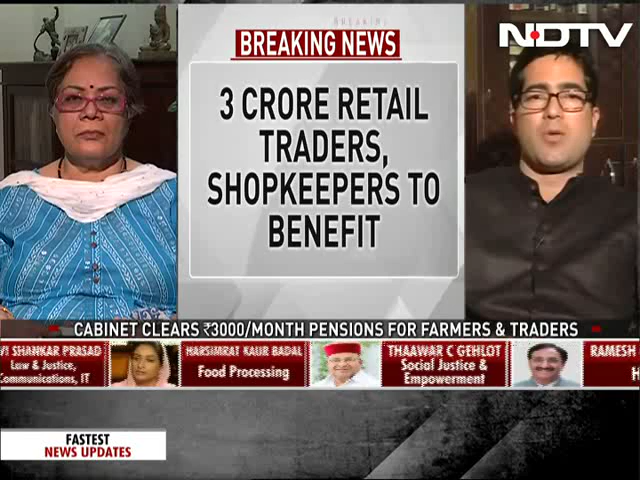 BREAKING
NDTV
BREAKING NEWS
3 CRORE RETAIL
TRADERS,
SHOPKEEPERS TO
BENEFIT
CABINET CLEARS ₹3000/MONTH PENSIONS FOR FARMERS & TRADERS
VI SHANKAR PRASAD
Law & Justice,
Communications, IT
HARSIMRAT KAUR BADAL
Food Processing
THAAWAR C GEHLOT
Social Justice &
Empowerment
RAMESH
H
FASTEST
NEWS UPDATES